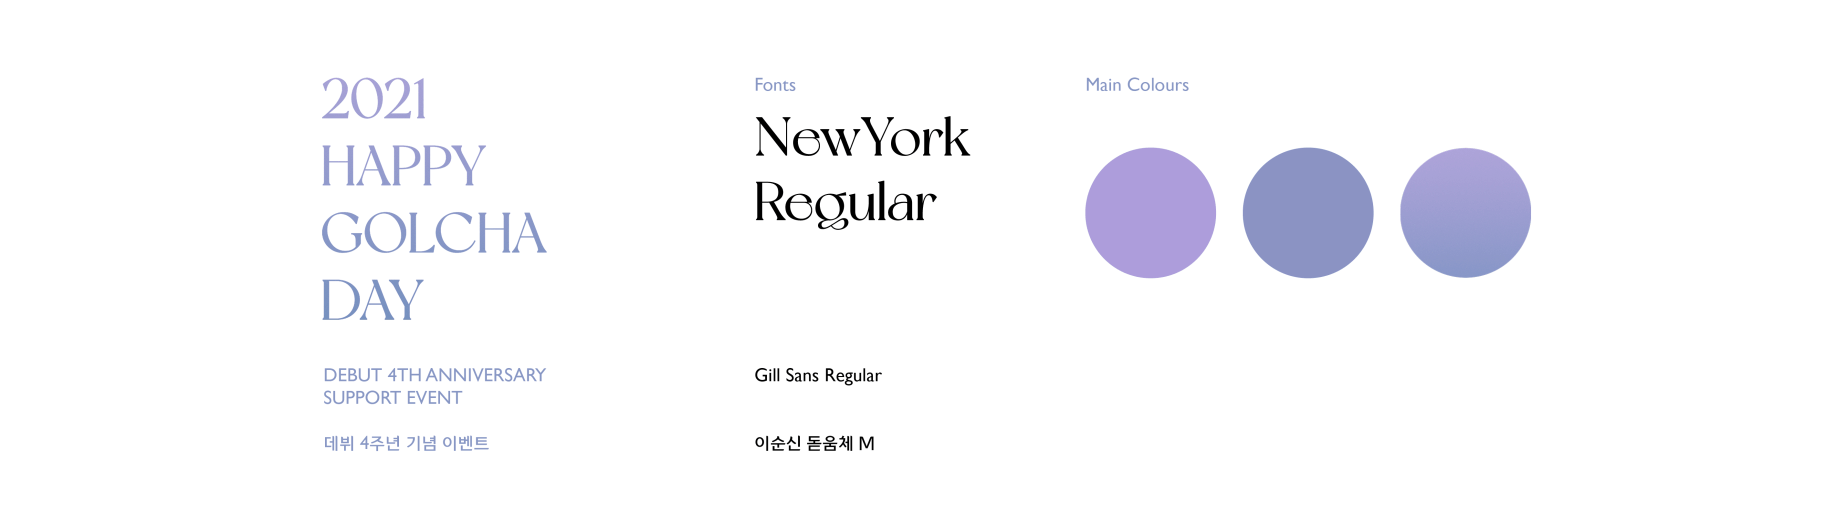 2021
HAPPY
GOLCHA
DAY
DEBUT 4TH ANNIVERSARY
SUPPORT EVENT
데뷔 4주년 기념 이벤트
Fonts
NewYork
Regular
Gill Sans Regular
이순신 돋움체 M
Main Colours